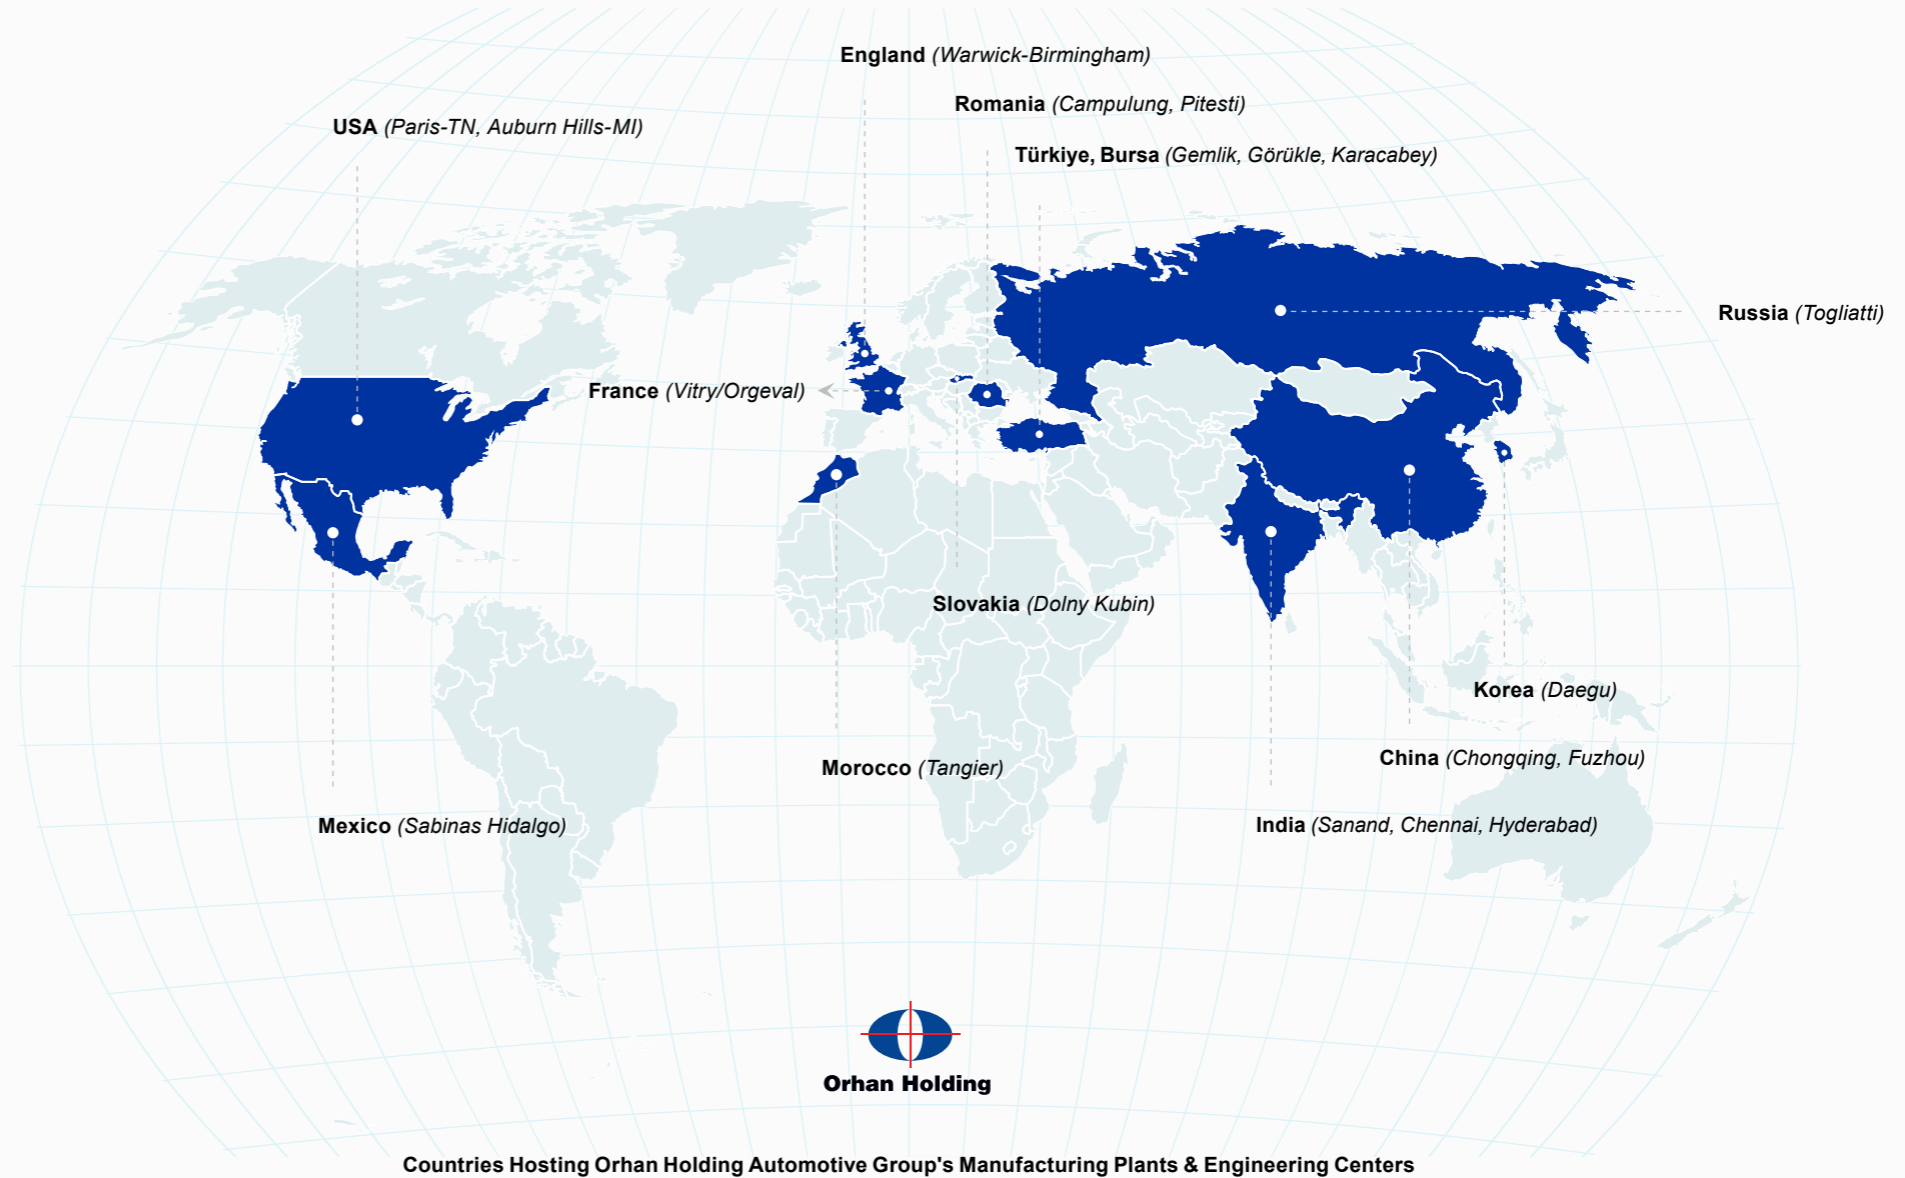 England (Warwick-Birmingham)
Romania (Campulung, Pitesti)
USA (Paris-TN, Auburn Hills-MI)
Türkiye, Bursa (Gemlik, Görükle, Karacabey)
Russia (Togliatti)
France (Vitry/Orgeval)
Slovakia (Dolny Kubin)
Korea (Daegu)
China (Chongqing, Fuzhou)
Morocco (Tangier)
Mexico (Sabinas Hidalgo)
India (Sanand, Chennai, Hyderabad)
Orhan Holding
Countries Hosting Orhan Holding Automotive Group's Manufacturing Plants & Engineering Centers